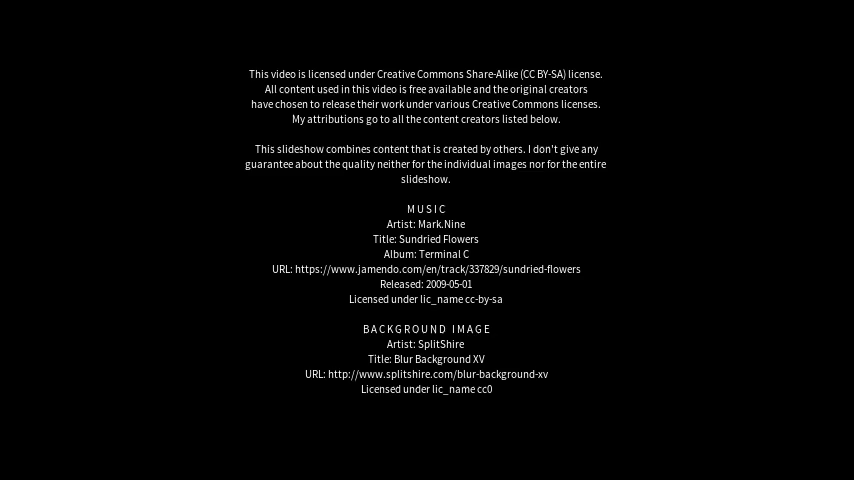 This video is licensed under Creative Commons Share-Alike (CC BY-SA) license.
All content used in this video is free available and the original creators
have chosen to release their work under various Creative Commons licenses.
My attributions go to all the content creators listed below.
This slideshow combines content that is created by others. I don't give any
guarantee about the quality neither for the individual images nor for the entire
slideshow.
MUSIC
Artist: Mark.Nine
Title: Sundried Flowers
Album: Terminal C
URL: https://www.jamendo.com/en/track/337829/sundried-flowers
Released: 2009-05-01
Licensed under lic_name cc-by-sa
BACKGROUND IMAGE
Artist: SplitShire
Title: Blur Background XV
URL: http://www.splitshire.com/blur-background-xv
Licensed under lic_name cc0